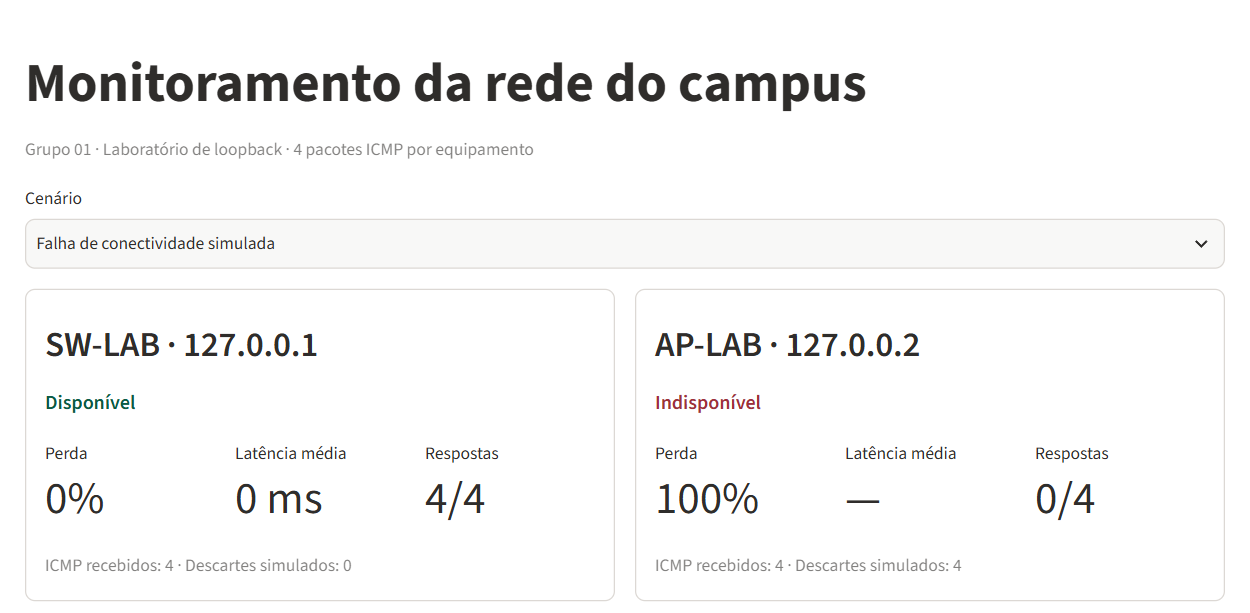 Monitoramento da rede do campus
Grupo 01 · Laboratório de loopback · 4 pacotes ICMP por equipamento
Cenário
Falha de conectividade simulada
SW-LAB · 127.0.0.1
Disponível
Perda
Latência média
Respostas
0%
0 ms
4/4
ICMP recebidos: 4 · Descartes simulados: 0
AP-LAB · 127.0.0.2
Indisponível
Perda
Latência média
Respostas
100%
—
0/4
ICMP recebidos: 4 · Descartes simulados: 4